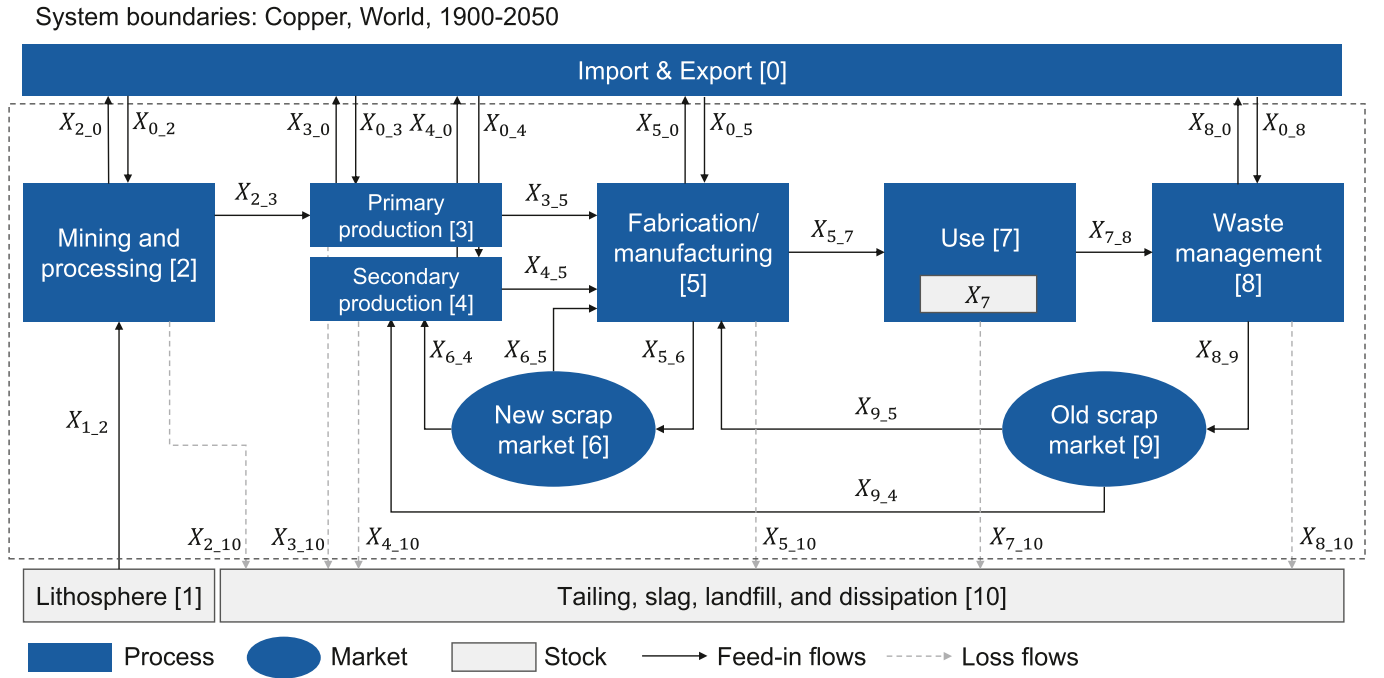 System boundaries: Copper, World, 1900-2050
Import & Export [0]
X2_0
X0_2
X3_0
X0_3
X4_0
X0_4
X5_0
X0_5
X8_0
X0_8
Mining and
processing [2]
X2_3
Primary
production [3]
Secondary
production [4]
X3_5
X4_5
Fabrication/
manufacturing
[5]
X5_7
Use [7]
X7
X7_8
Waste
management
[8]
X6_4
X6_5
X5_6
X8_9
X1_2
New scrap
market [6]
X9_5
Old scrap
market [9]
X9_4
X2_10
X3_10
X4_10
X5_10
X7_10
X8_10
Lithosphere [1]
Tailing, slag, landfill, and dissipation [10]
Process
Market
Stock
Feed-in flows
Loss flows